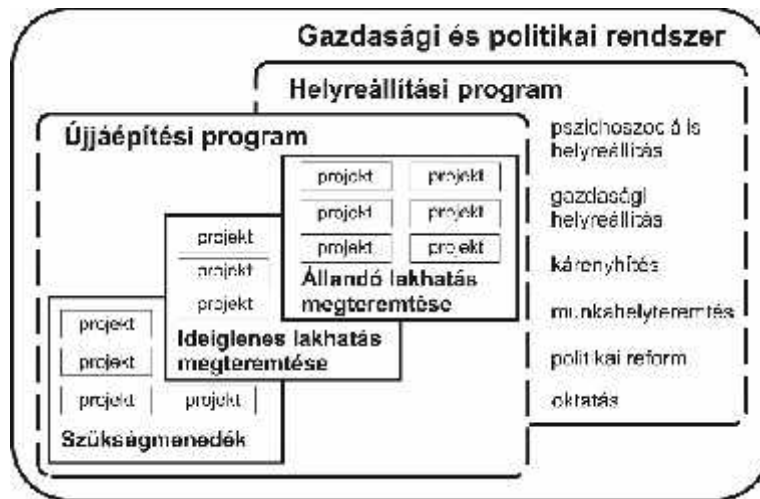 Gazdasági és politikai rendszer
Helyreállítási program
Újjáépítési program
pszichoszociális
helyreállítás
gazdasági
helyreállítás
kárenyhítés
munkahelyteremtés
politikai reform
oktatás
projekt projekt
projekt projekt
projekt projekt
Állandó lakhatás
megteremtése
projekt
projekt
projekt
Ideiglenes lakhatás
megteremtése
projekt
projekt
projekt projekt
Szükségmenedék